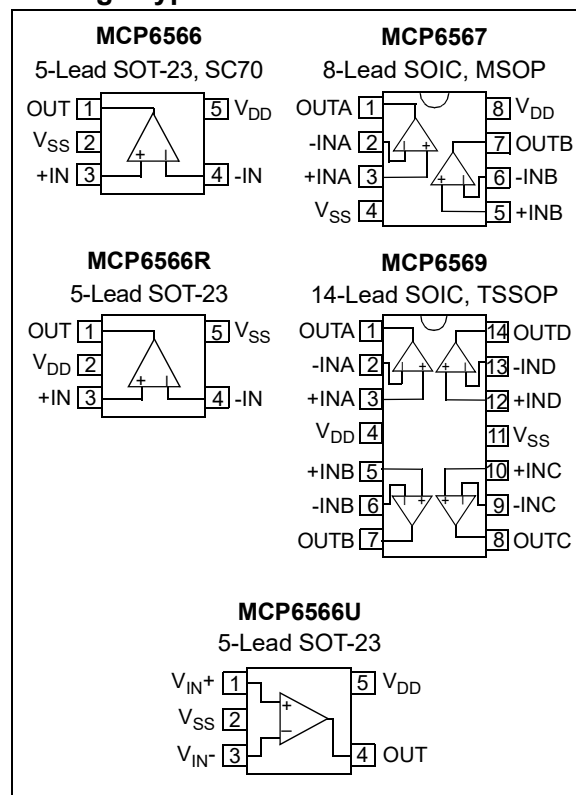 MCP6566
5-Lead SOT-23, SC70
OUT 1
5 VDD
VSS 2
+IN 3
4 -IN
+
–
MCP6567
8-Lead SOIC, MSOP
OUTA 1
8 VDD
-INA 2
7 OUTB
+INA 3
6 -INB
VSS 4
5 +INB
– +
+ –
MCP6566R
5-Lead SOT-23
OUT 1
5 VSS
VDD 2
+IN 3
4 -IN
+
–
MCP6569
14-Lead SOIC, TSSOP
OUTA 1
14 OUTD
-INA 2
13 -IND
+INA 3
12 +IND
VDD 4
11 VSS
+INB 5
10 +INC
-INB 6
9 -INC
OUTB 7
8 OUTC
– +
+ –
– +
+ –
MCP6566U
5-Lead SOT-23
VIN+ 1
5 VDD
VSS 2
VIN- 3
4 OUT
+
–